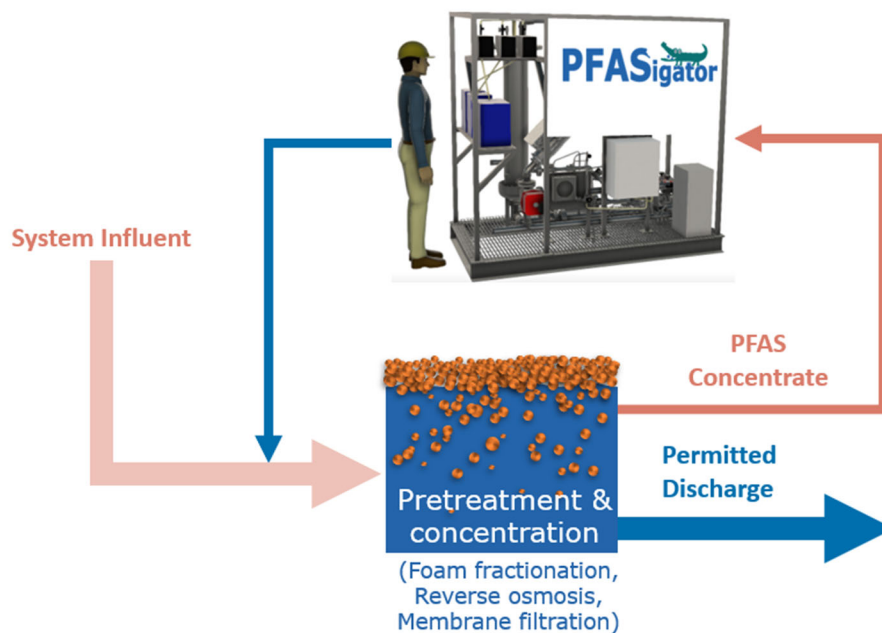 PFASigator
System Influent
PFAS
Concentrate
Permitted
Discharge
Pretreatment &
concentration
(Foam fractionation,
Reverse osmosis,
Membrane filtration)